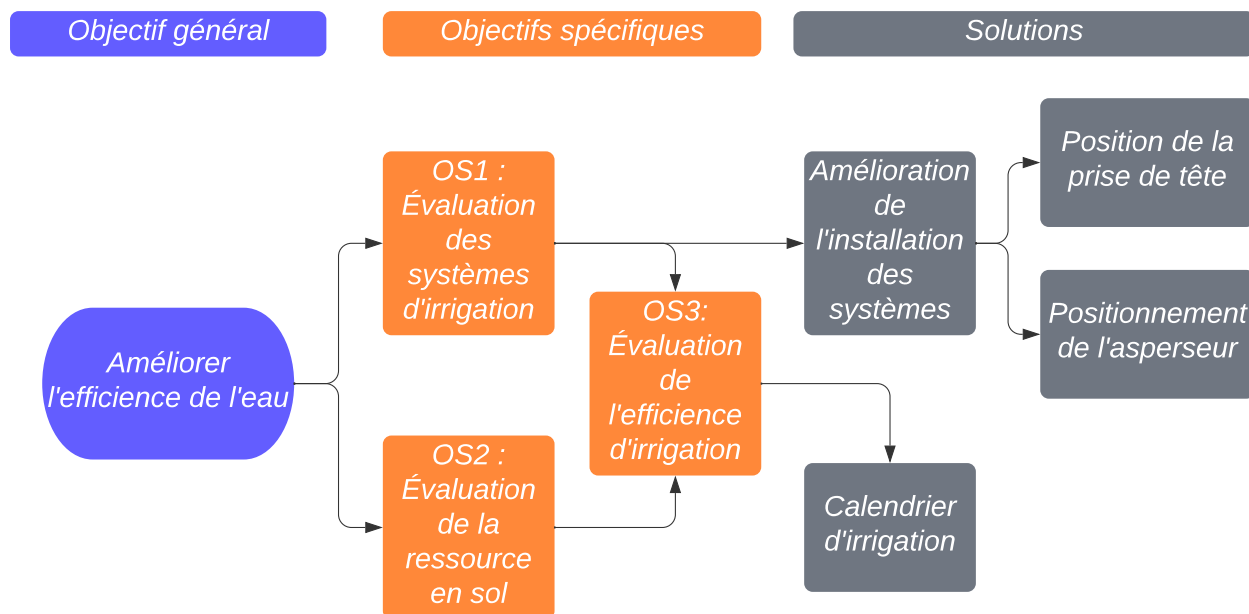 Objectif général
Objectifs spécifiques
Solutions
Améliorer
l'efficience de l'eau
OS1 :
Évaluation
des
systèmes
d'irrigation
OS2 :
Évaluation
de la
ressource
en sol
OS3:
Évaluation
de
l'efficience
d'irrigation
Amélioration
de
l'installation
des
systèmes
Position de la
prise de tête
Positionnement
de l'asperseur
Calendrier
d'irrigation